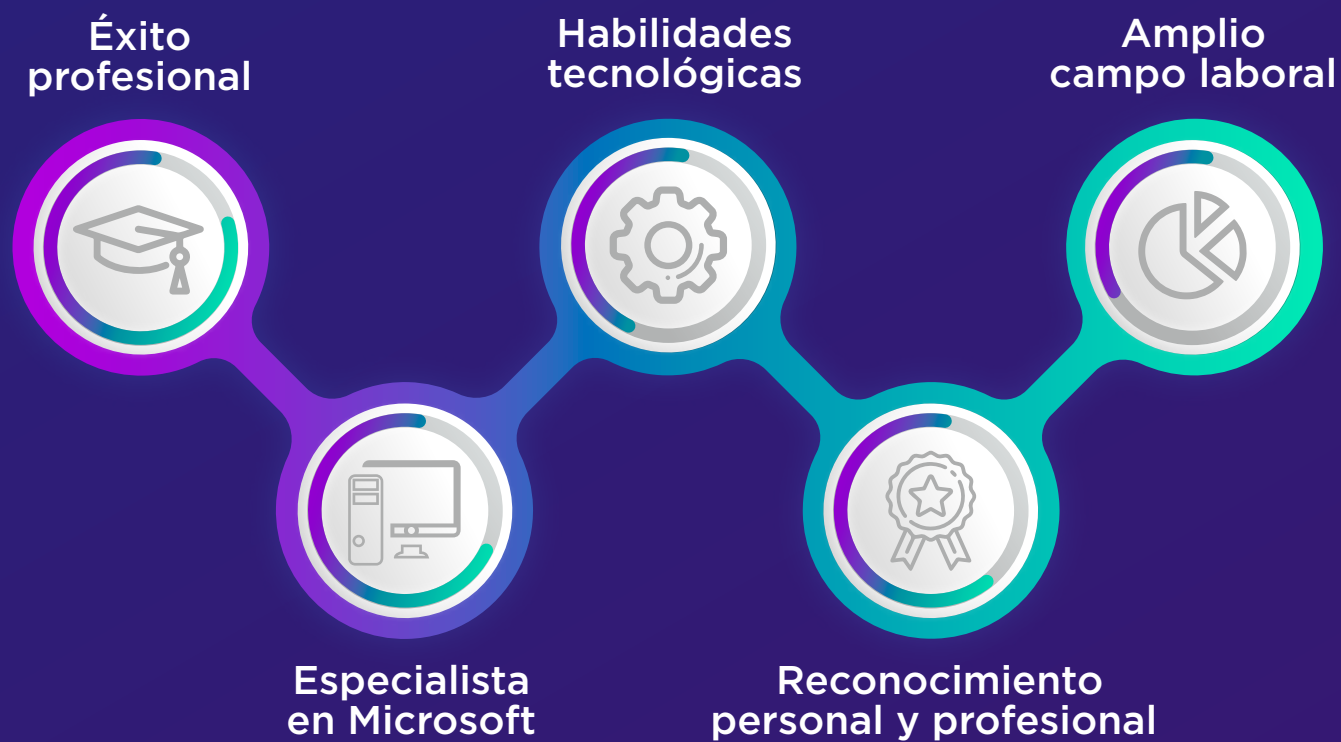 Éxito
profesional
Habilidades
tecnológicas
Amplio
campo laboral
Especialista
en Microsoft
Reconocimiento
personal y profesional